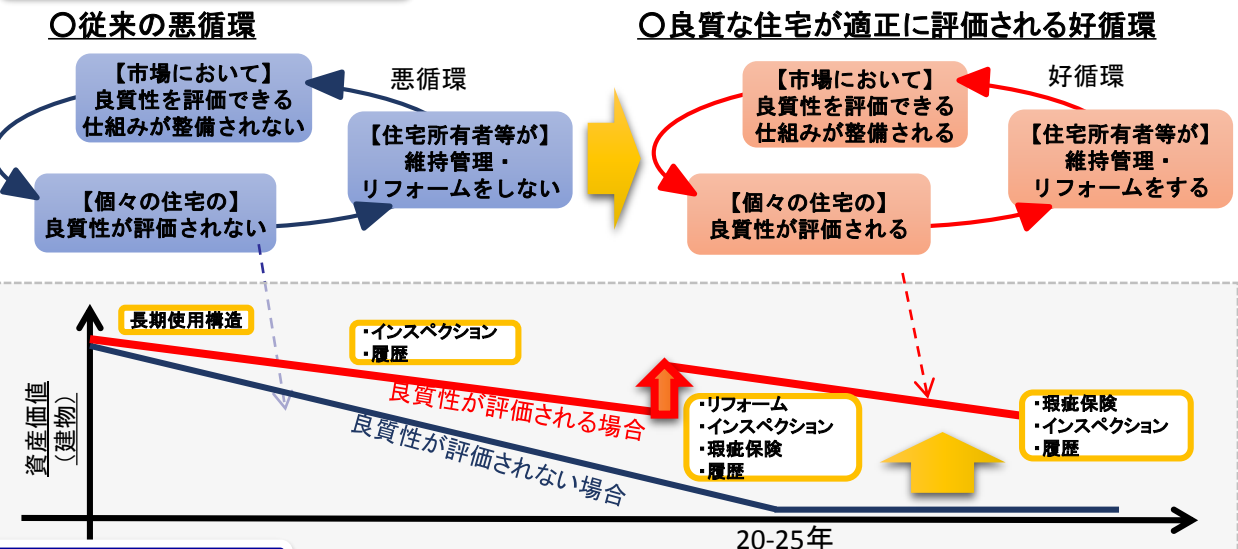 〇従来の悪循環
【市場において】
良質性を評価できる
仕組みが整備されない
悪循環
【住宅所有者等が】
維持管理・
リフォームをしない
【個々の住宅の】
良質性が評価されない
〇良質な住宅が適正に評価される好循環
【市場において】
良質性を評価できる
仕組みが整備される
好循環
【住宅所有者等が】
維持管理・
リフォームをする
【個々の住宅の】
良質性が評価される
資産価値
（建物）
長期使用構造
・インスペクション
・履歴
良質性が評価される場合
良質性が評価されない場合
・リフォーム
・インスペクション
・瑕疵保険
・履歴
・瑕疵保険
・インスペクション
・履歴
20-25年